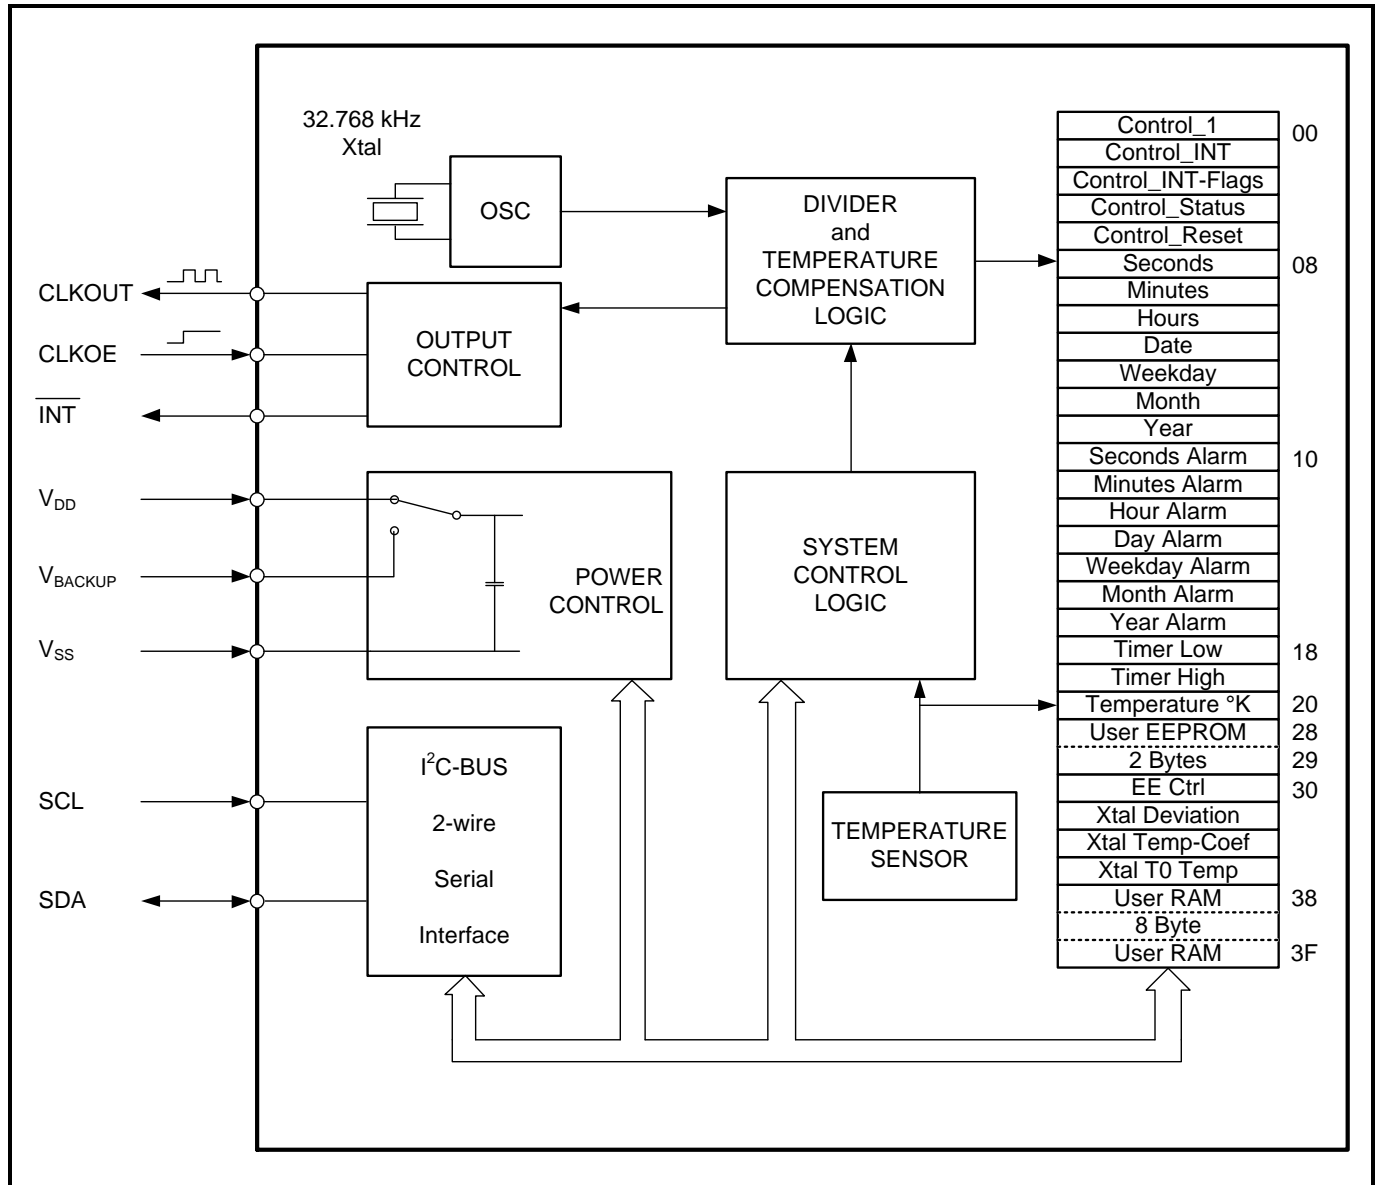 32.768 kHz
Xtal
OSC
DIVIDER
and
TEMPERATURE
COMPENSATION
LOGIC
CLKOUT
CLKOE
INT
OUTPUT
CONTROL
VDD
VBACKUP
VSS
POWER
CONTROL
SYSTEM
CONTROL
LOGIC
SCL
SDA
I2C-BUS
2-wire
Serial
Interface
TEMPERATURE
SENSOR
Control_1 00
Control_INT
Control_INT-Flags
Control_Status
Control_Reset
Seconds 08
Minutes
Hours
Date
Weekday
Month
Year
Seconds Alarm 10
Minutes Alarm
Hour Alarm
Day Alarm
Weekday Alarm
Month Alarm
Year Alarm
Timer Low 18
Timer High
Temperature °K 20
User EEPROM 28
2 Bytes 29
EE Ctrl 30
Xtal Deviation
Xtal Temp-Coef
Xtal T0 Temp
User RAM 38
8 Byte
User RAM 3F